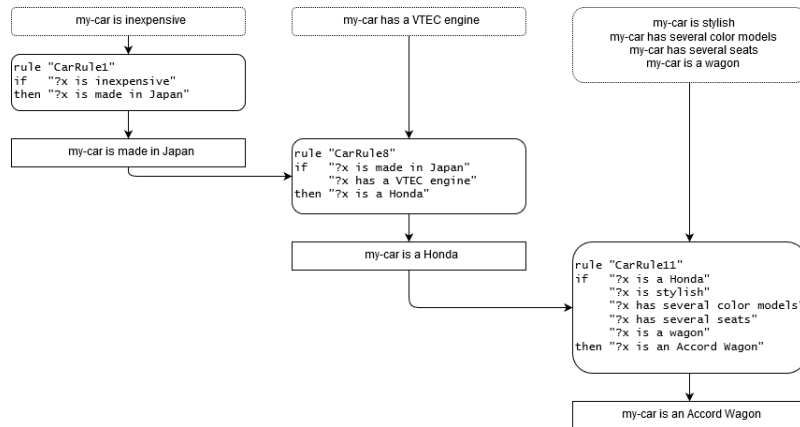 my-car is inexpensive
rule "CarRule1"
if "?x is inexpensive"
then "?x is made in Japan"
my-car is made in Japan
my-car has a VTEC engine
rule "CarRule8"
if "?x is made in Japan"
"?x has a VTEC engine"
then "?x is a Honda"
my-car is a Honda
my-car is stylish
my-car has several color models
my-car has several seats
my-car is a wagon
rule "CarRule11"
if "?x is a Honda"
"?x is stylish"
"?x has several color models"
"?x has several seats"
"?x is a wagon"
then "?x is an Accord Wagon"
my-car is an Accord Wagon